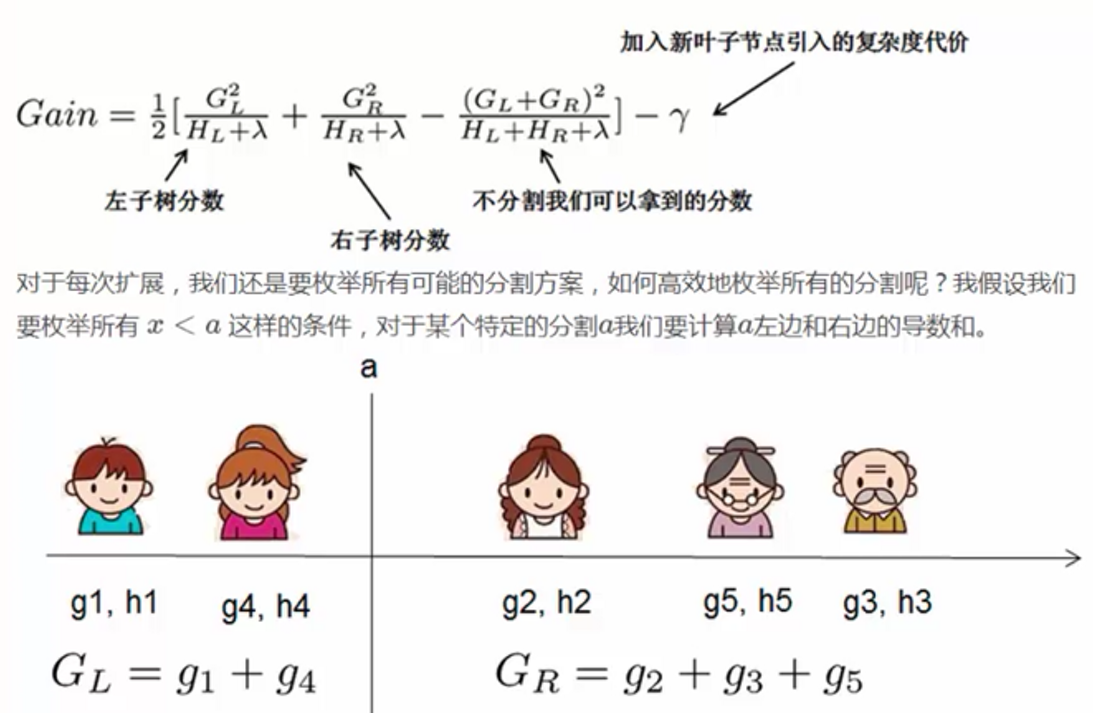 加入新叶子节点引入的复杂度代价
Gain = \frac{1}{2}[\frac{G_L^2}{H_L+λ} + \frac{G_R^2}{H_R+λ} − \frac{(G_L+G_R)^2}{H_L+H_R+λ}] − γ
左子树分数
不分割我们可以拿到的分数
右子树分数
对于每次扩展，我们还是要枚举所有可能的分割方案，如何高效地枚举所有的分割呢？我假设我们
要枚举所有 x < a 这样的条件，对于某个特定的分割a我们要计算a左边和右边的导数和。
a
g1, h1 g4, h4 g2, h2 g5, h5 g3, h3
G_L = g_1 + g_4 G_R = g_2 + g_3 + g_5